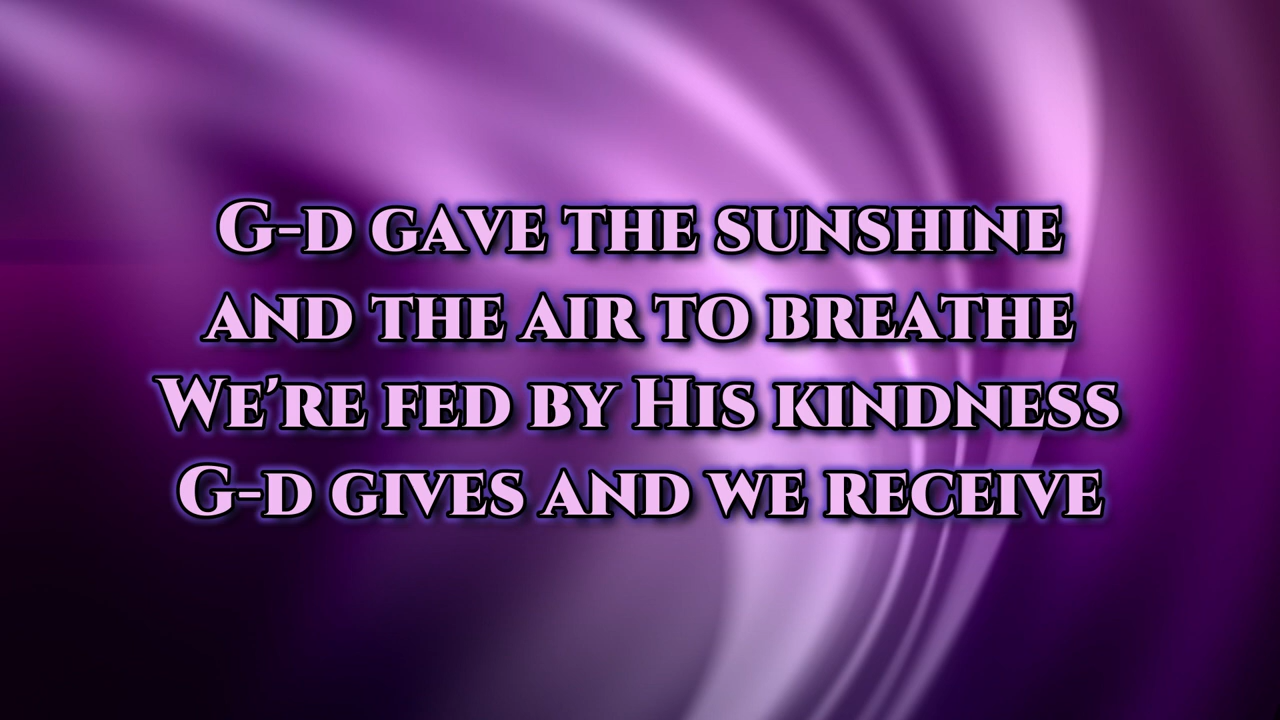 G-d gave the sunshine
and the air to breathe
We're fed by His kindness
G-d gives and we receive